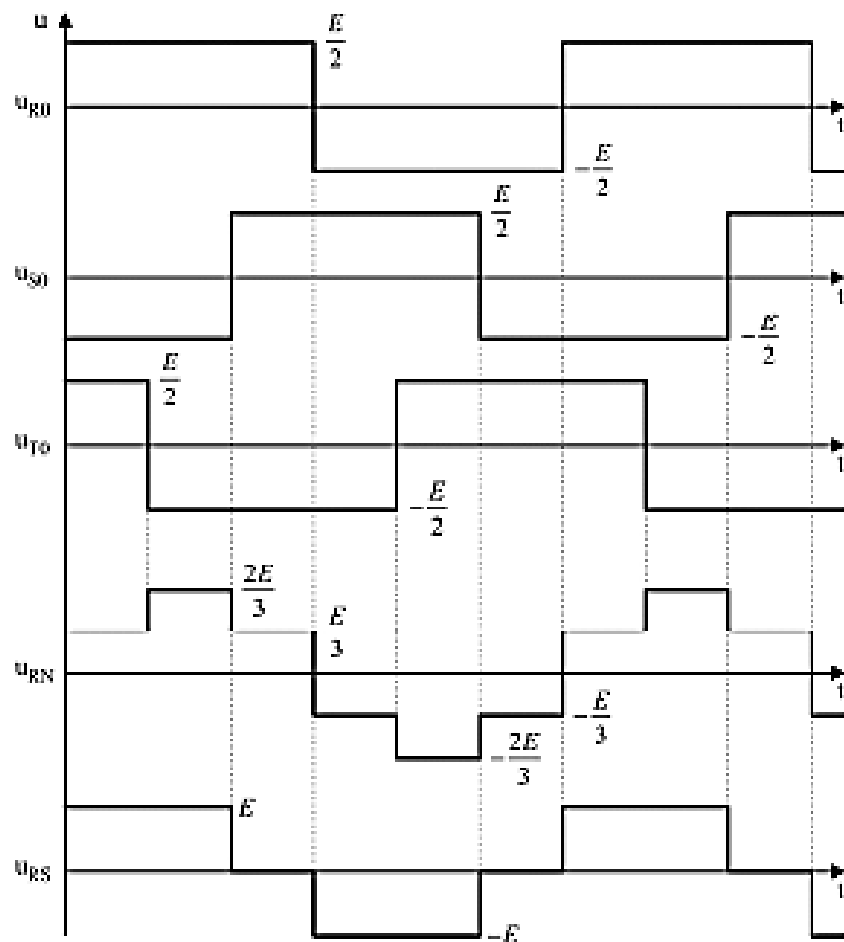 u
E/2
u_R0
t
-E/2
E/2
u_S0
t
-E/2
E/2
u_T0
t
-E/2
2E/3
E/3
u_RN
t
-E/3
-2E/3
E
u_RS
t
-E